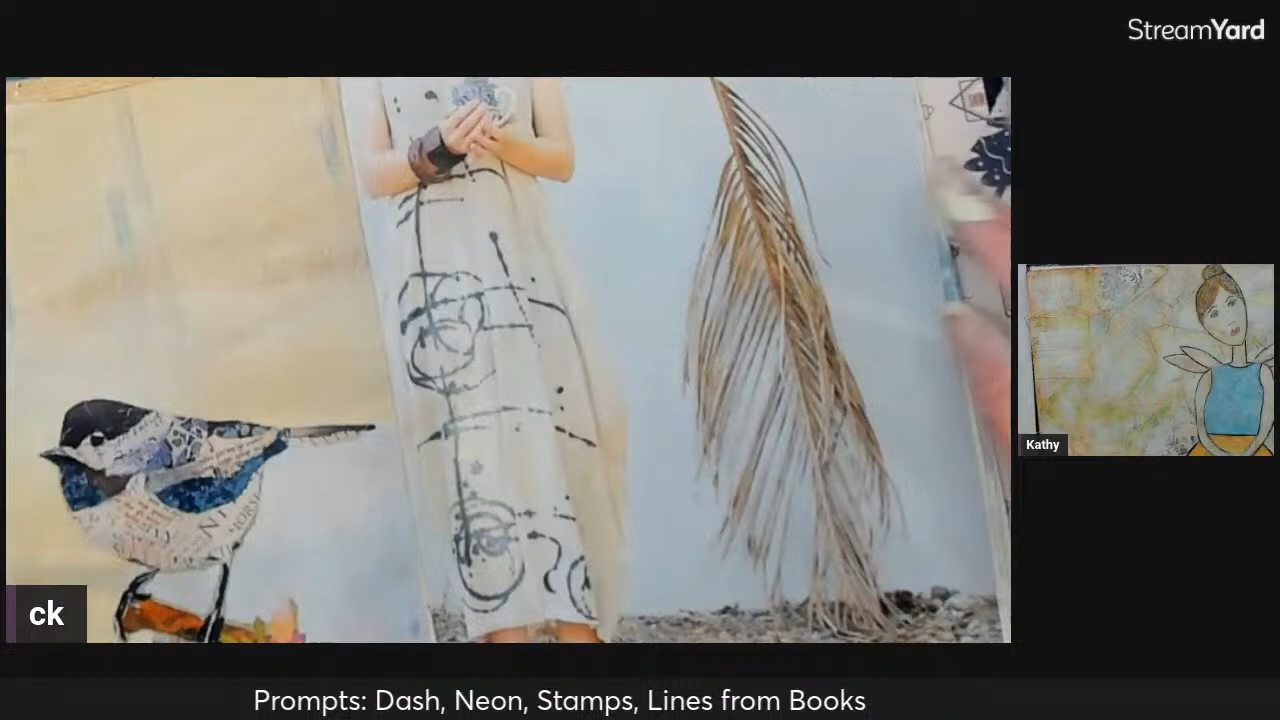 StreamYard
Kathy
ck
Prompts: Dash, Neon, Stamps, Lines from Books